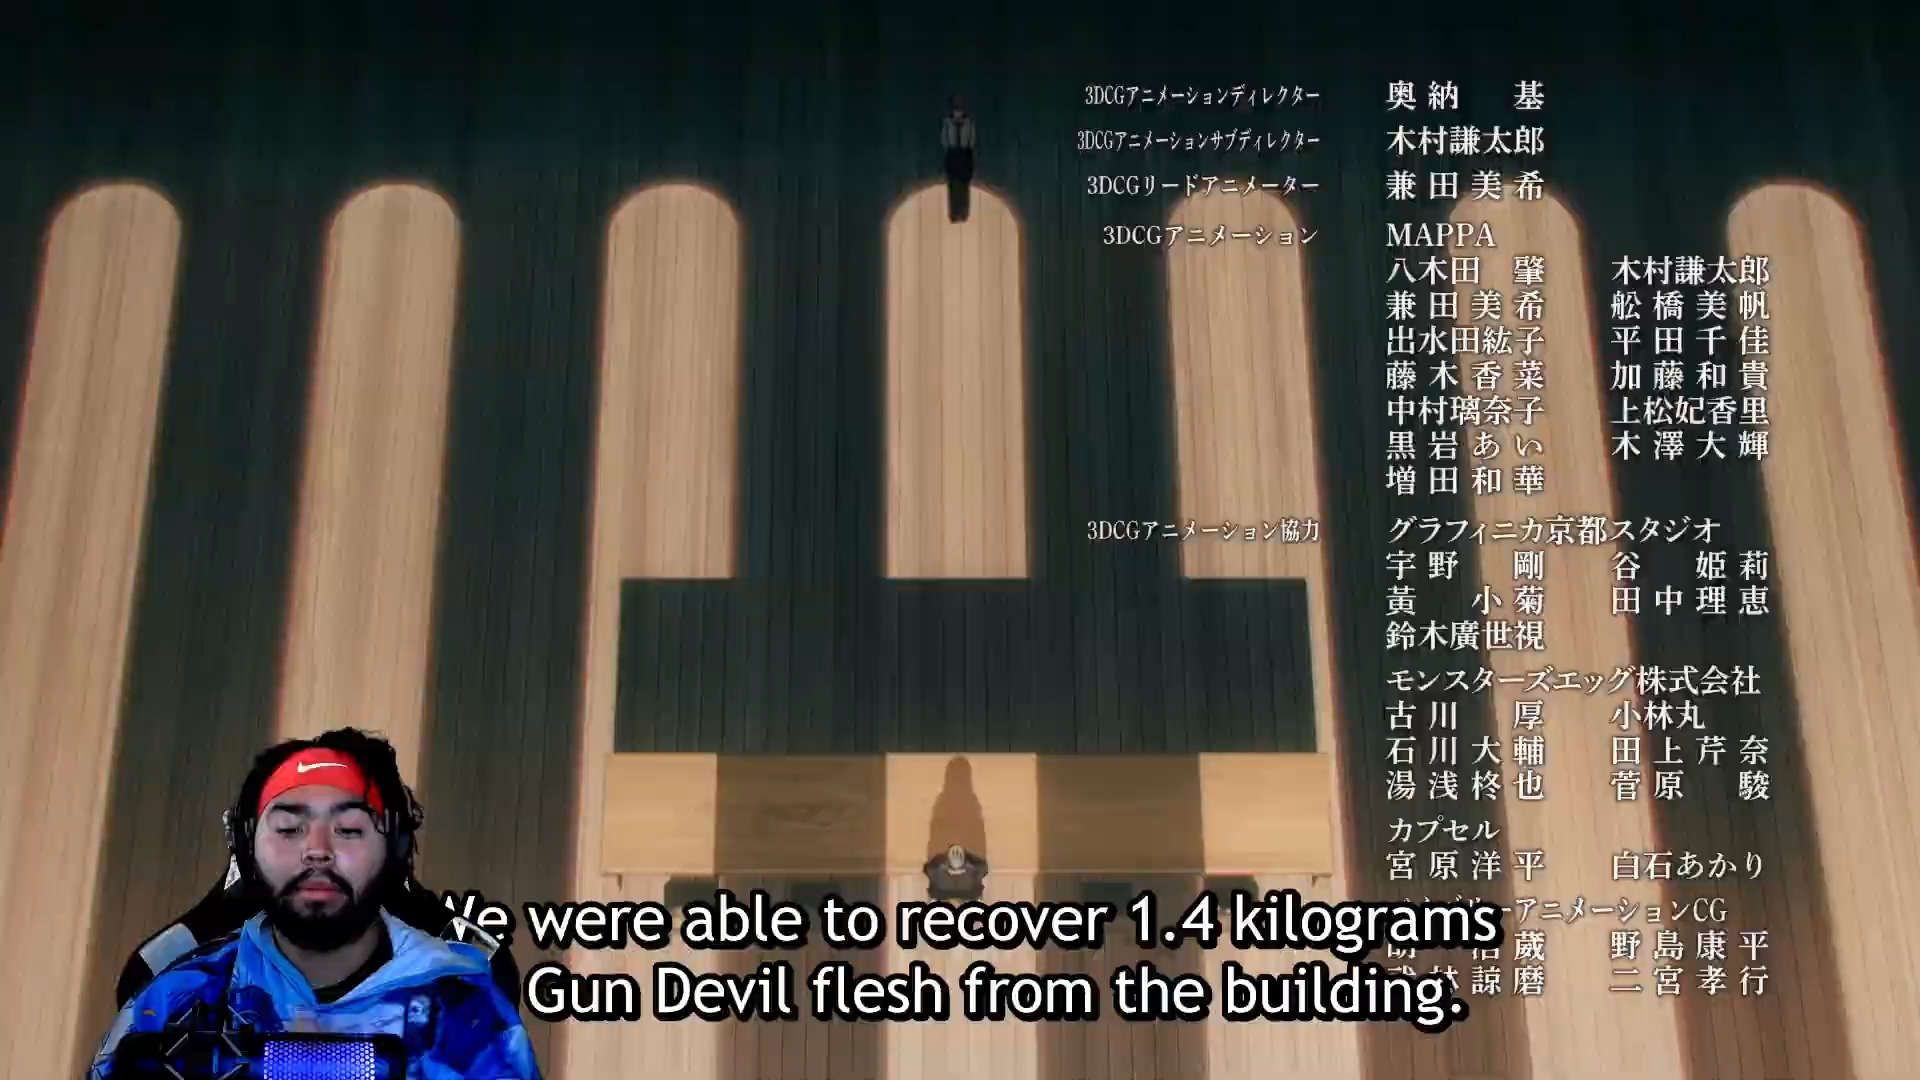 3DCGアニメーションディレクター 奥納 基
3DCGアニメーションサブディレクター 木村謙太郎
3DCGリードアニメーター 兼田美希
3DCGアニメーション MAPPA
八木田 肇 木村謙太郎
兼田美希 舩橋美帆
出水田紘子 平田千佳
藤木香菜 加藤和貴
中村璃奈子 上松妃香里
黒岩あい 木澤大輝
増田和華
3DCGアニメーション協力 グラフィニカ京都スタジオ
宇野 剛 谷 姫莉
黃 小菊 田中理恵
鈴木廣世視
モンスターズエッグ株式会社
古川 厚 小林丸
石川大輔 田上芹奈
湯浅柊也 菅原 駿
カプセル
宮原洋平 白石あかり
アニメーションCG
葳 野島康平
諒磨 二宮孝行
We were able to recover 1.4 kilograms
Gun Devil flesh from the building.